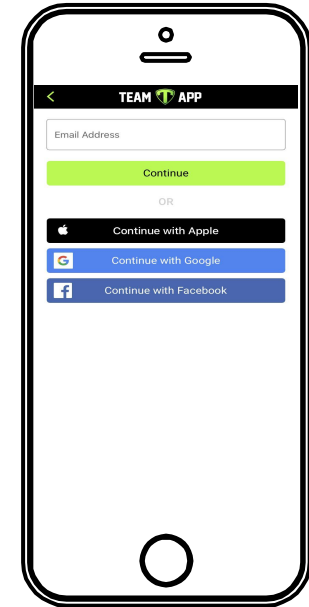 TEAM T APP
Email Address
Continue
OR
Continue with Apple
Continue with Google
Continue with Facebook